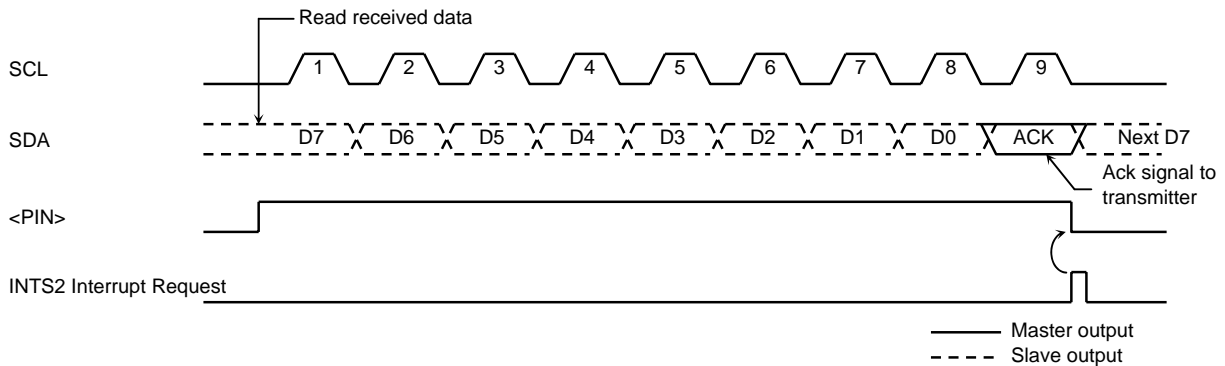 Read received data
SCL
1 2 3 4 5 6 7 8 9
SDA
D7 D6 D5 D4 D3 D2 D1 D0 ACK Next D7
Ack signal to
transmitter
<PIN>
INTS2 Interrupt Request
Master output
Slave output